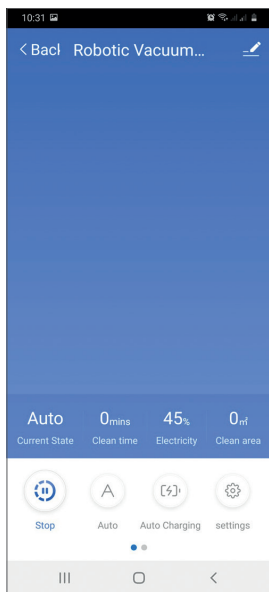 10:31
< Back Robotic Vacuum...
Auto 0mins 45% 0㎡
Current State Clean time Electricity Clean area
A
Stop Auto Auto Charging settings